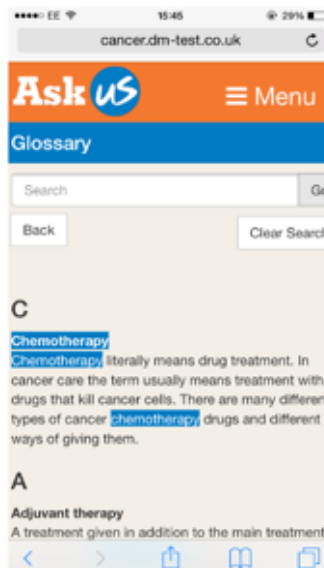 EE 15:45 29%
cancer.dm-test.co.uk
Ask us Menu
Glossary
Search Go
Back Clear Search
C
Chemotherapy
Chemotherapy literally means drug treatment. In
cancer care the term usually means treatment with
drugs that kill cancer cells. There are many different
types of cancer chemotherapy drugs and different
ways of giving them.
A
Adjuvant therapy
A treatment given in addition to the main treatment